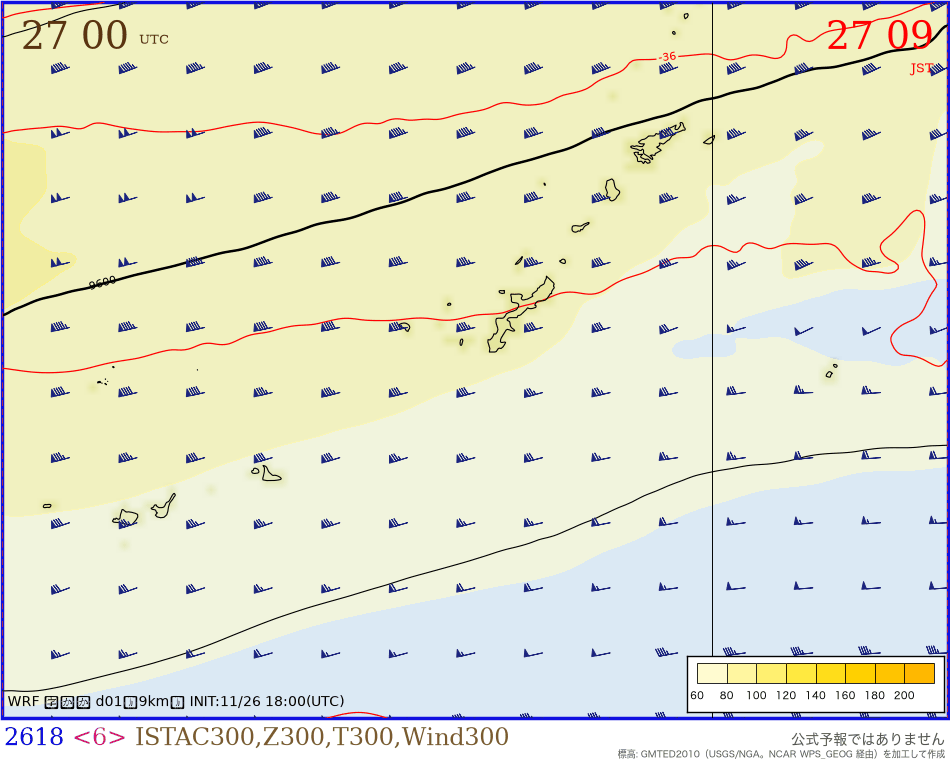 27 00 UTC
27 09
JST
-36
9600
WRF d01 9km INIT:11/26 18:00(UTC)
60 80 100 120 140 160 180 200
2618 <6> ISTAC300,Z300,T300,Wind300
公式予報ではありません
標高: GMTED2010（USGS/NGA。NCAR WPS_GEOG 経由）を加工して作成